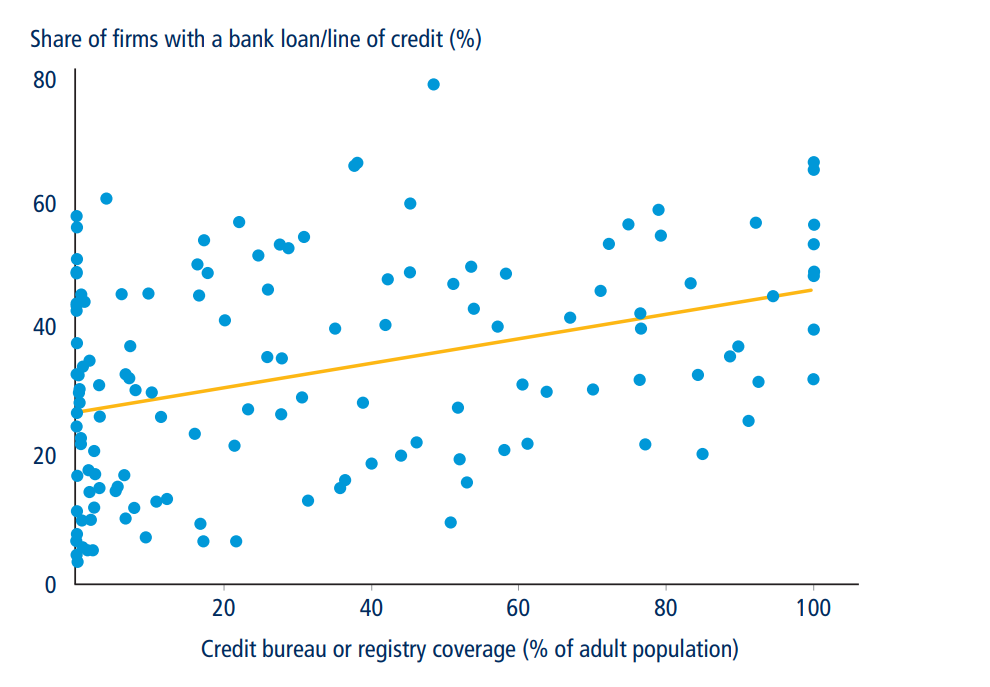 Share of firms with a bank loan/line of credit (%)
80
60
40
20
0
20 40 60 80 100
Credit bureau or registry coverage (% of adult population)